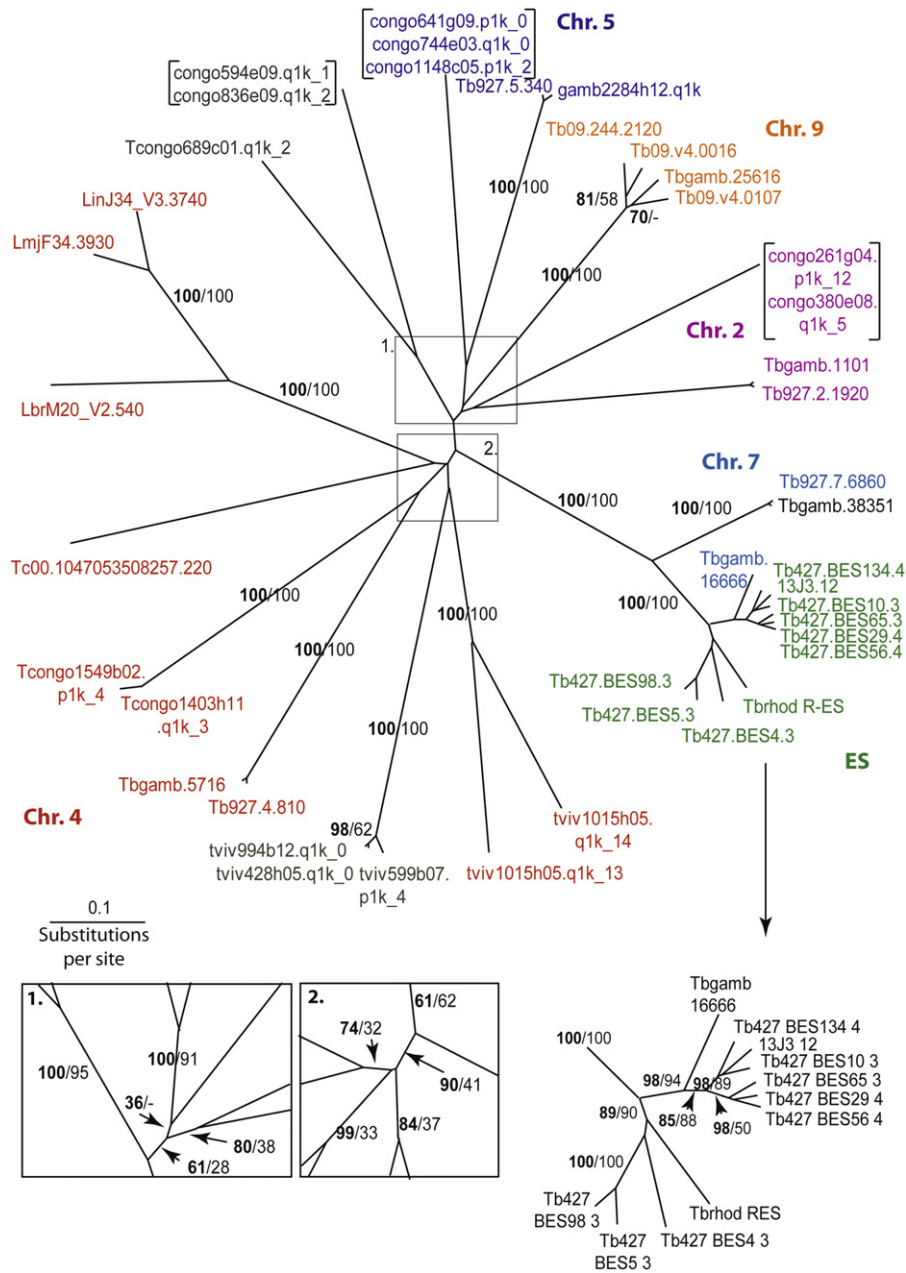 congo641g09.p1k_0
congo744e03.q1k_0
congo1148c05.p1k_2
Chr. 5
congo594e09.q1k_1
congo836e09.q1k_2
Tb927.5.340
gamb2284h12.q1k
Chr. 9
Tb09.244.2120
Tb09.v4.0016
Tbgamb.25616
Tb09.v4.0107
Tcongo689c01.q1k_2
100/100
81/58
70/-
LinJ34_V3.3740
LmjF34.3930
100/100
100/100
congo261g04.
p1k_12
congo380e08.
q1k_5
Chr. 2
1.
Tbgamb.1101
Tb927.2.1920
100/100
LbrM20_V2.540
2.
Chr. 7
Tb927.7.6860
Tbgamb.38351
100/100
100/100
Tc00.1047053508257.220
Tbgamb.
16666
Tb427.BES134.4
13J3.12
Tb427.BES10.3
Tb427.BES65.3
Tb427.BES29.4
Tb427.BES56.4
100/100
100/100
100/100
100/100
Tcongo1549b02.
p1k_4
Tcongo1403h11
.q1k_3
Tb427.BES98.3
Tb427.BES5.3
Tbrhod R-ES
Tb427.BES4.3
100/100
ES
Tbgamb.5716
Tb927.4.810
Chr. 4
98/62
tviv994b12.q1k_0
tviv428h05.q1k_0
tviv599b07.
p1k_4
tviv1015h05.
q1k_14
tviv1015h05.q1k_13
0.1
Substitutions
per site
1.
100/95
100/91
36/-
80/38
61/28
2.
61/62
74/32
90/41
99/33
84/37
Tbgamb
16666
100/100
Tb427 BES134 4
13J3 12
Tb427 BES10 3
Tb427 BES65 3
Tb427 BES29 4
Tb427 BES56 4
98/94
98/89
89/90
85/88
98/50
100/100
Tb427
BES98 3
Tb427
BES5 3
Tb427 BES4 3
Tbrhod RES